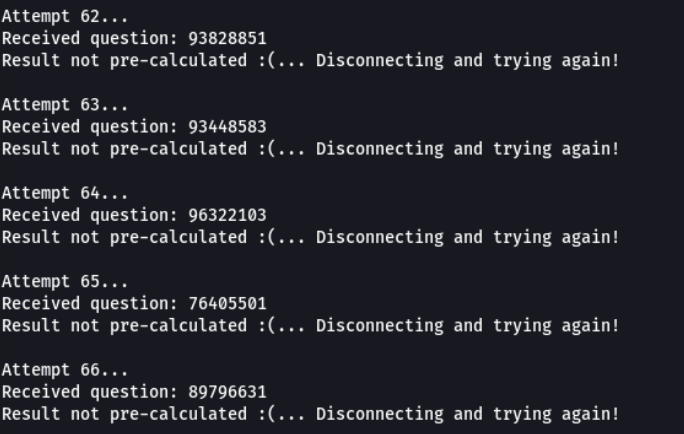 Attempt 62...
Received question: 93828851
Result not pre-calculated :(... Disconnecting and trying again!
Attempt 63...
Received question: 93448583
Result not pre-calculated :(... Disconnecting and trying again!
Attempt 64...
Received question: 96322103
Result not pre-calculated :(... Disconnecting and trying again!
Attempt 65...
Received question: 76405501
Result not pre-calculated :(... Disconnecting and trying again!
Attempt 66...
Received question: 89796631
Result not pre-calculated :(... Disconnecting and trying again!